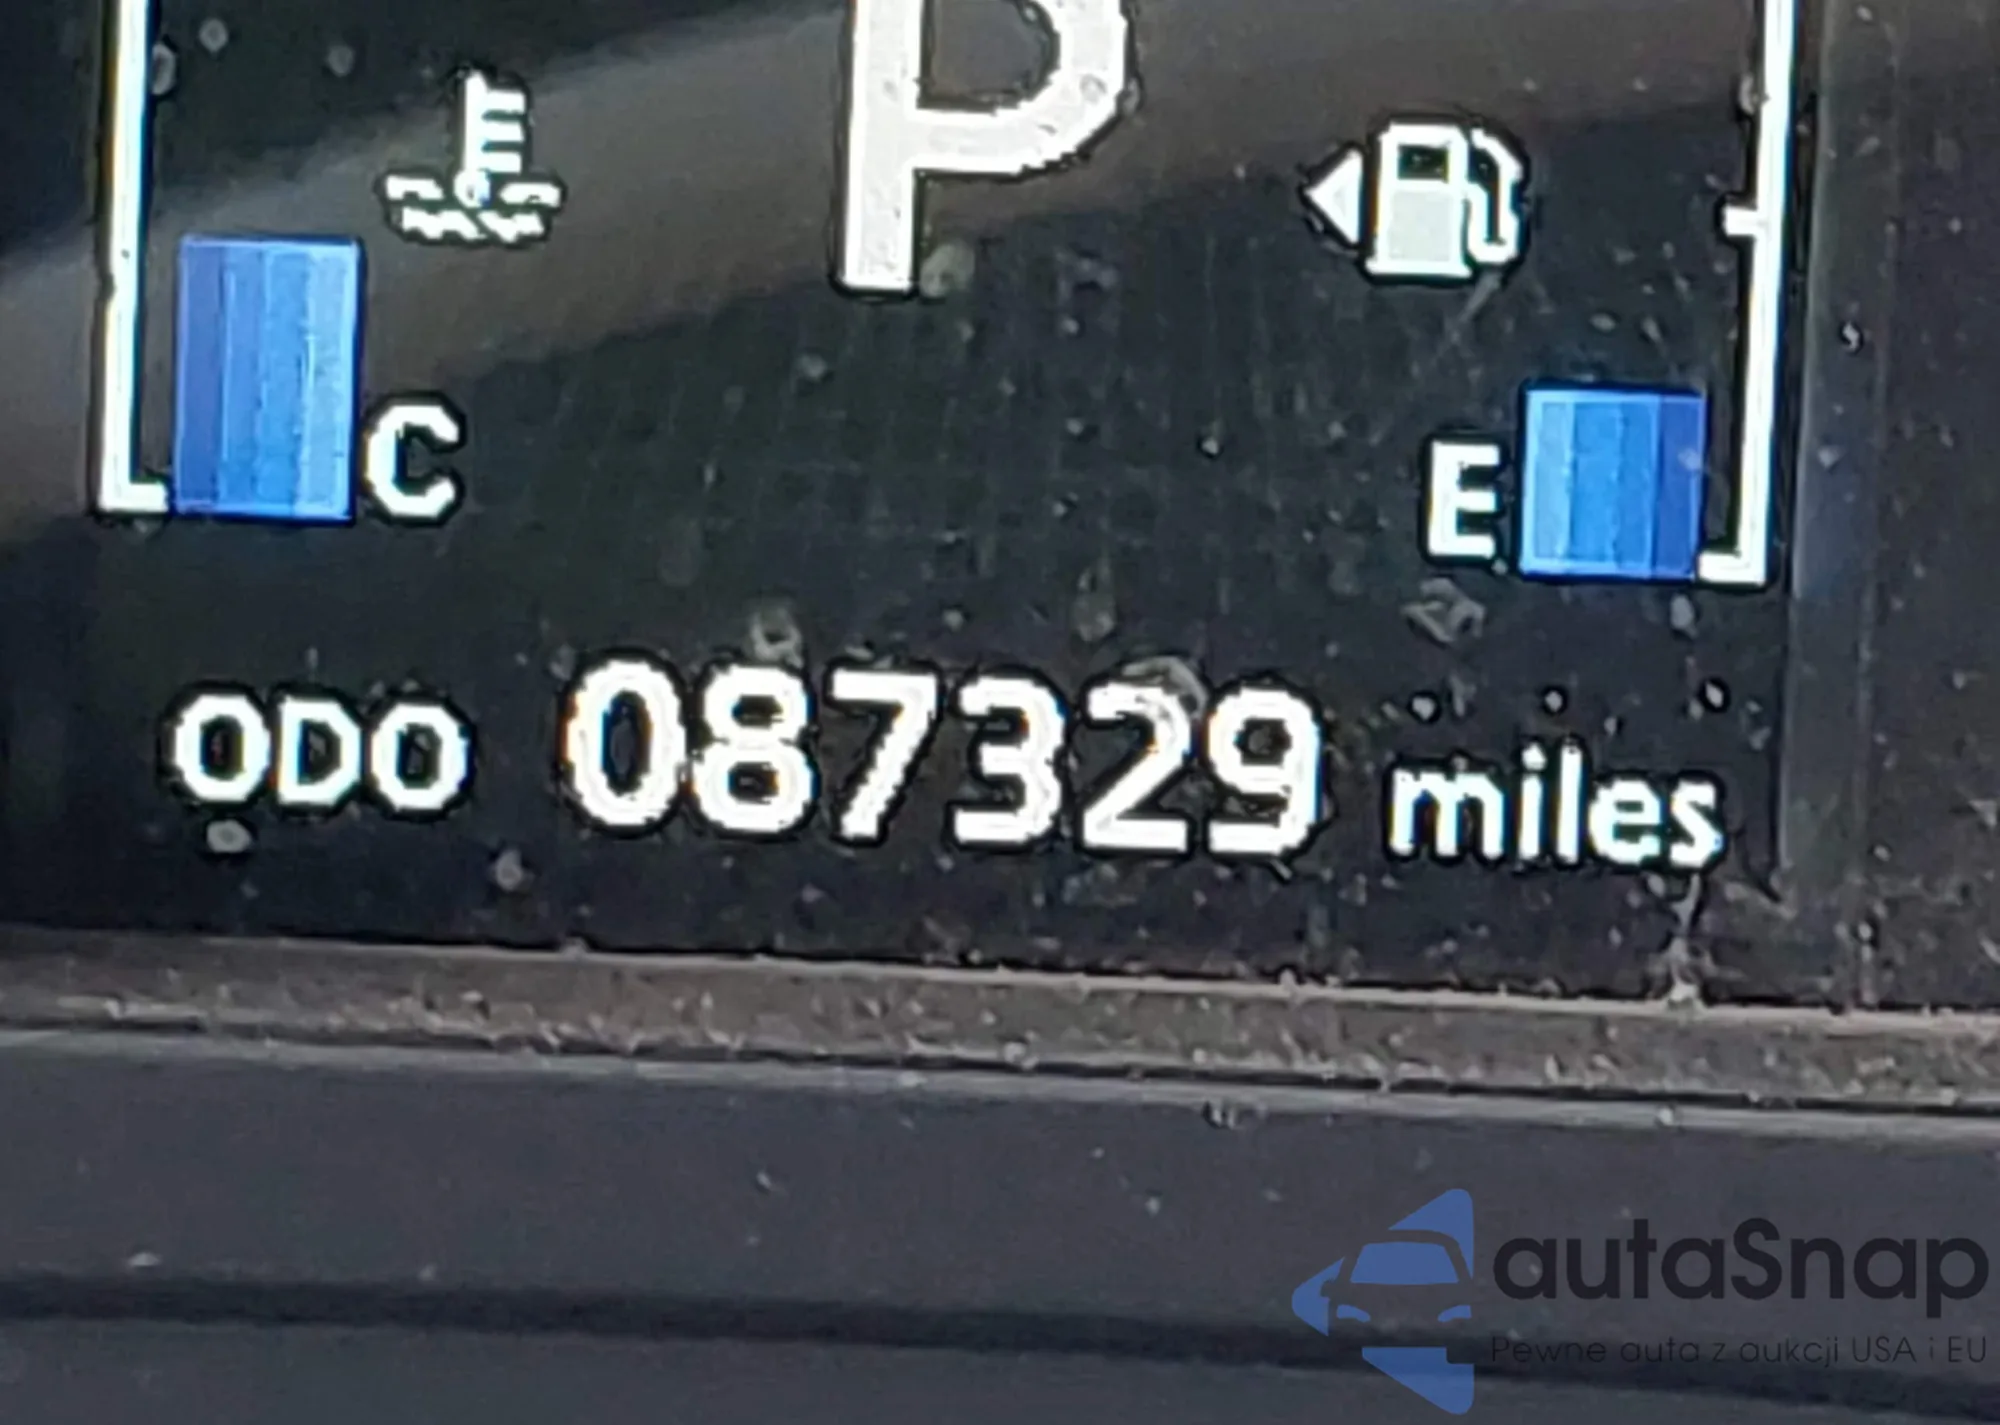 P
C
E
ODO 087329 miles
autaSnap
Pewne auta z aukcji USA i EU